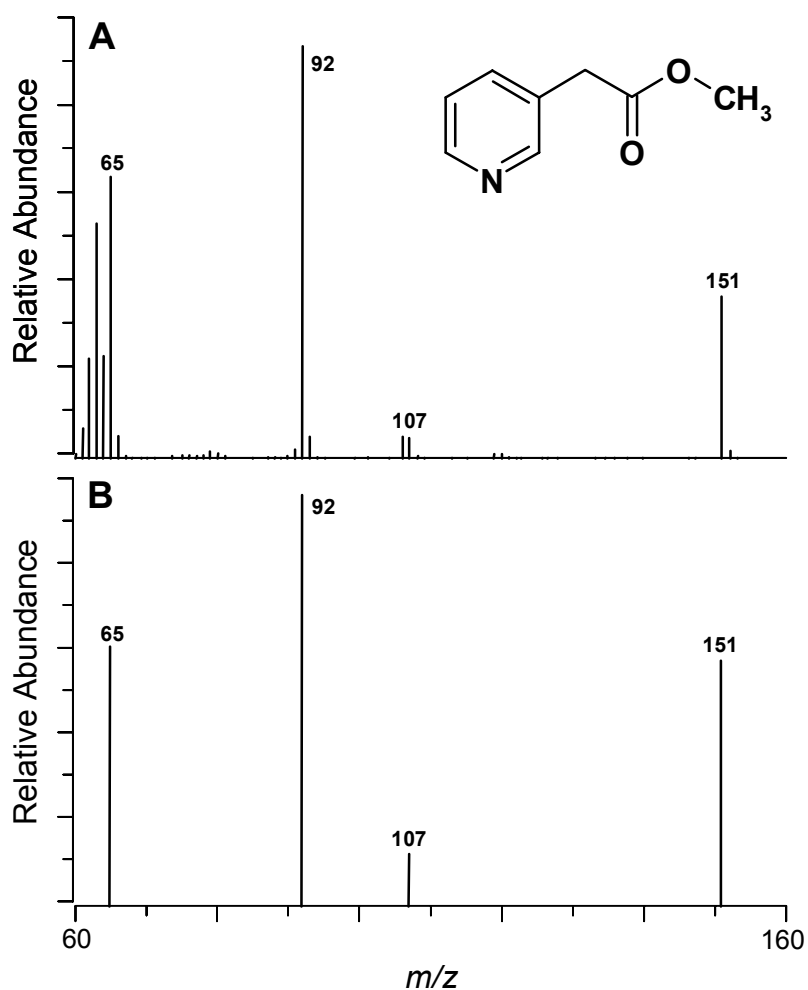 A
92
65
151
107
O
CH3
O
N
Relative Abundance
B
92
65
151
107
Relative Abundance
60
160
m/z